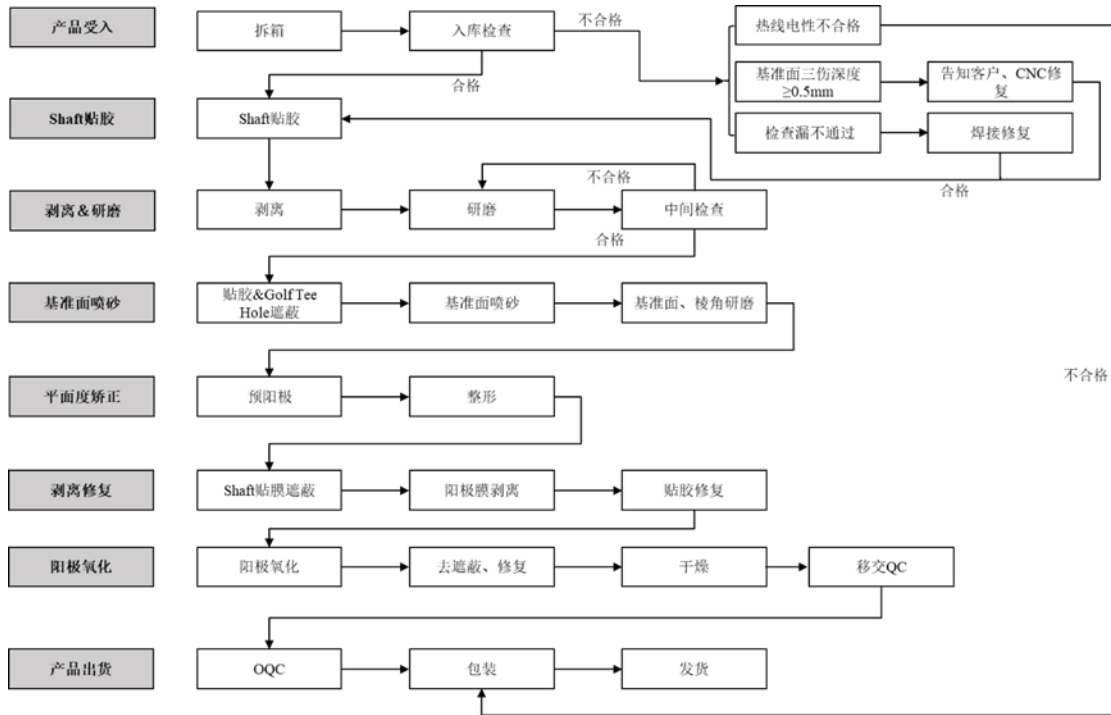 产品受入
拆箱
入库检查
不合格
热线电性不合格
合格
基准面三伤深度
≥0.5mm
告知客户、CNC修
复
Shaft贴胶
Shaft贴胶
检查漏不通过
焊接修复
合格
剥离&研磨
剥离
研磨
不合格
中间检查
合格
基准面喷砂
贴胶&Golf Tee
Hole遮蔽
基准面喷砂
基准面、棱角研磨
平面度矫正
预阳极
整形
不合格
剥离修复
Shaft贴膜遮蔽
阳极膜剥离
贴胶修复
阳极氧化
阳极氧化
去遮蔽、修复
干燥
移交QC
产品出货
OQC
包装
发货